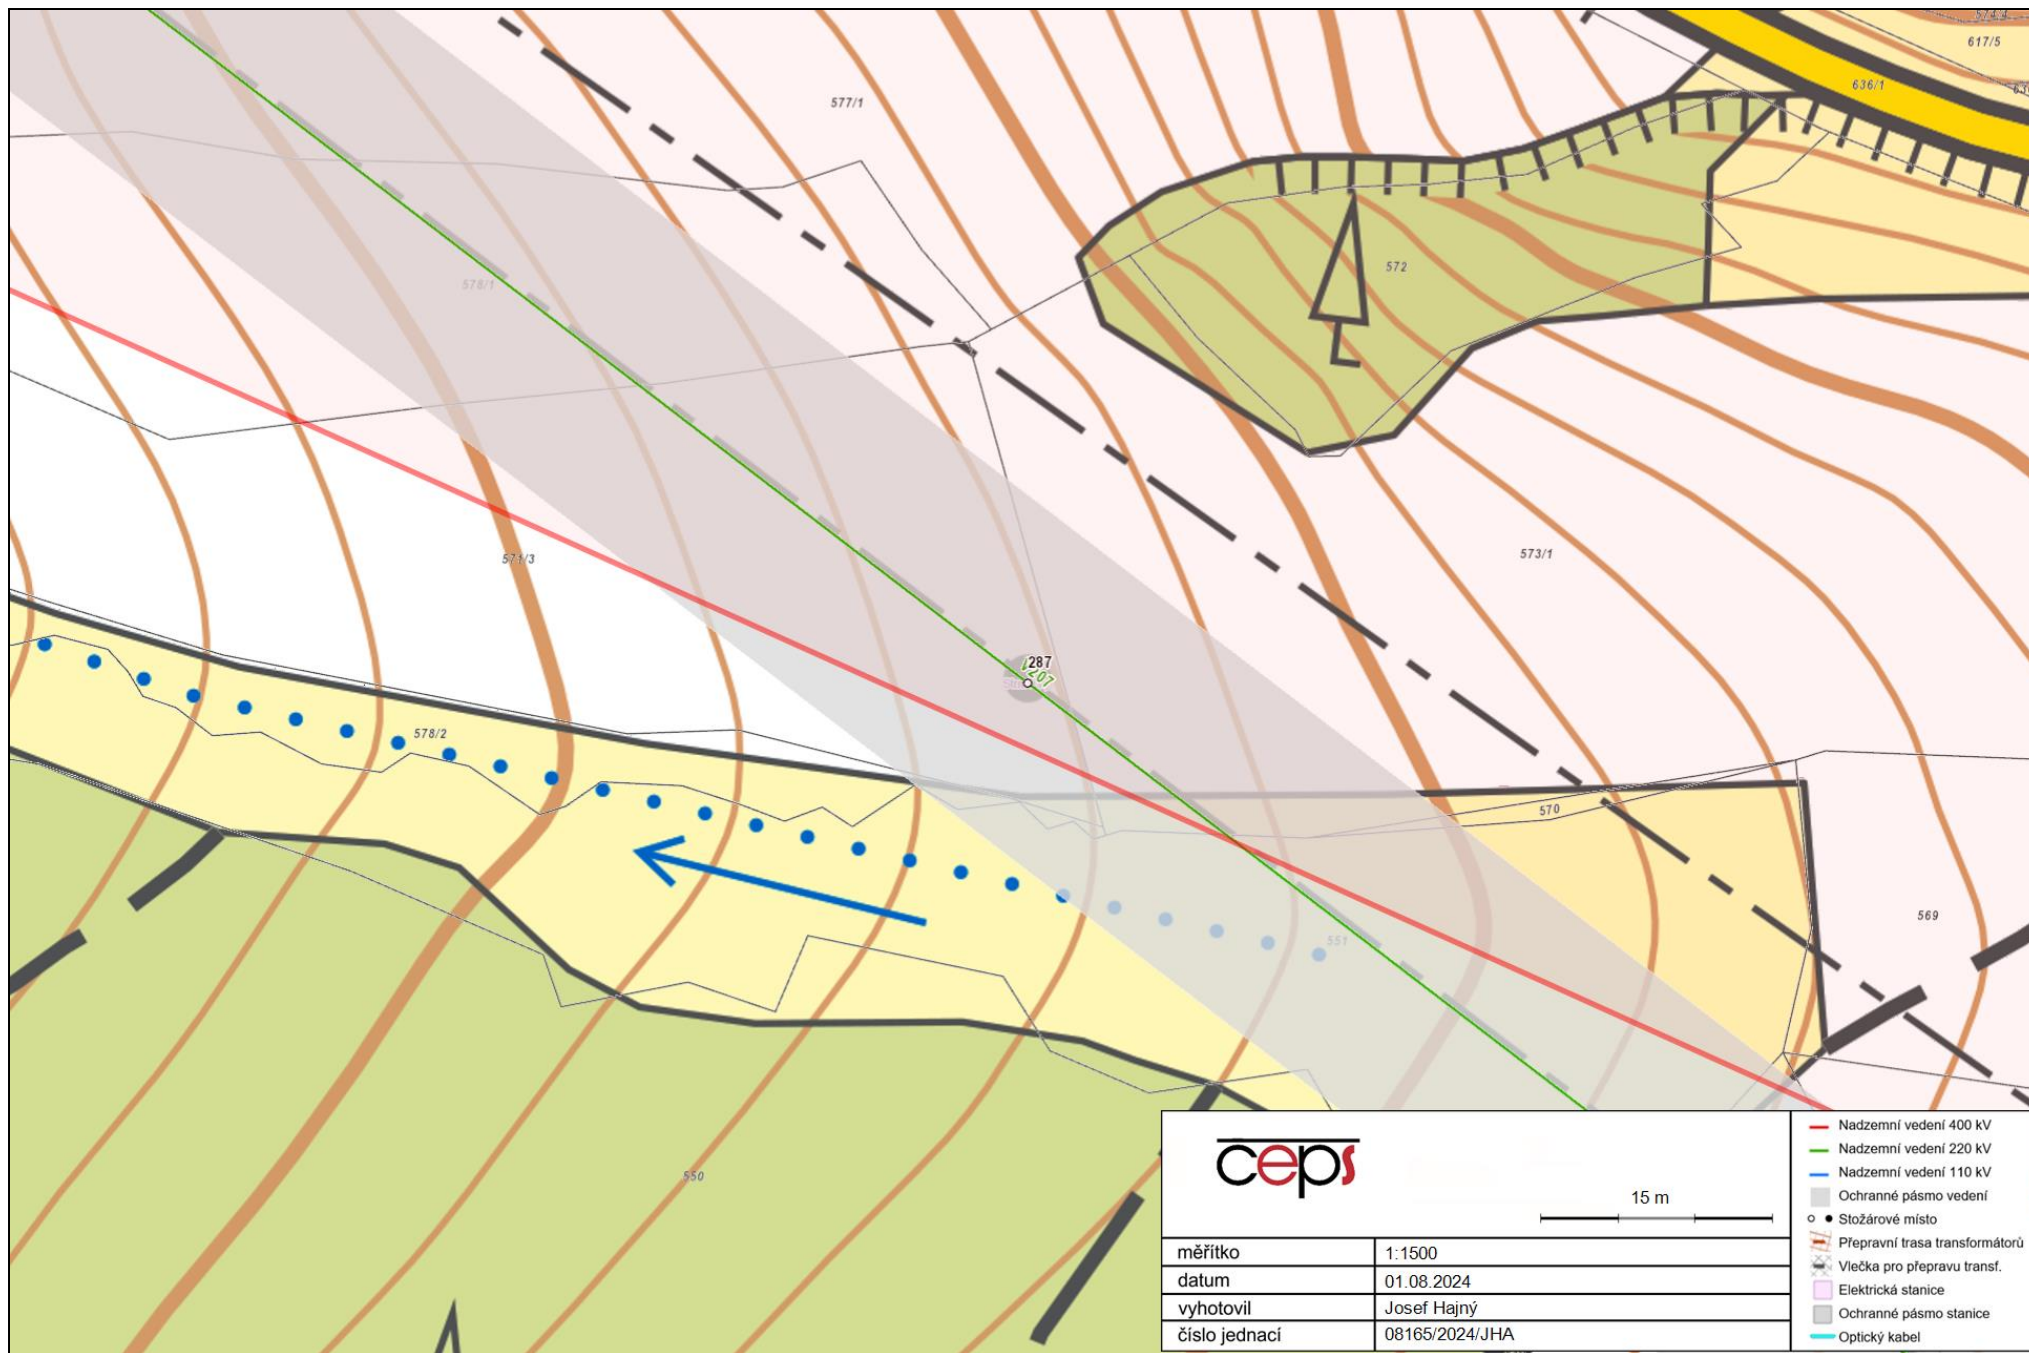 617/5
636/1
577/1
572
578/1
573/1
571/3
287
207
578/2
570
569
551
550
ceps
15 m
měřítko 1:1500
datum 01.08.2024
vyhotovil Josef Hajný
číslo jednací 08165/2024/JHA
Nadzemní vedení 400 kV
Nadzemní vedení 220 kV
Nadzemní vedení 110 kV
Ochranné pásmo vedení
Stožárové místo
Přepravní trasa transformátorů
Vlečka pro přepravu transf.
Elektrická stanice
Ochranné pásmo stanice
Optický kabel